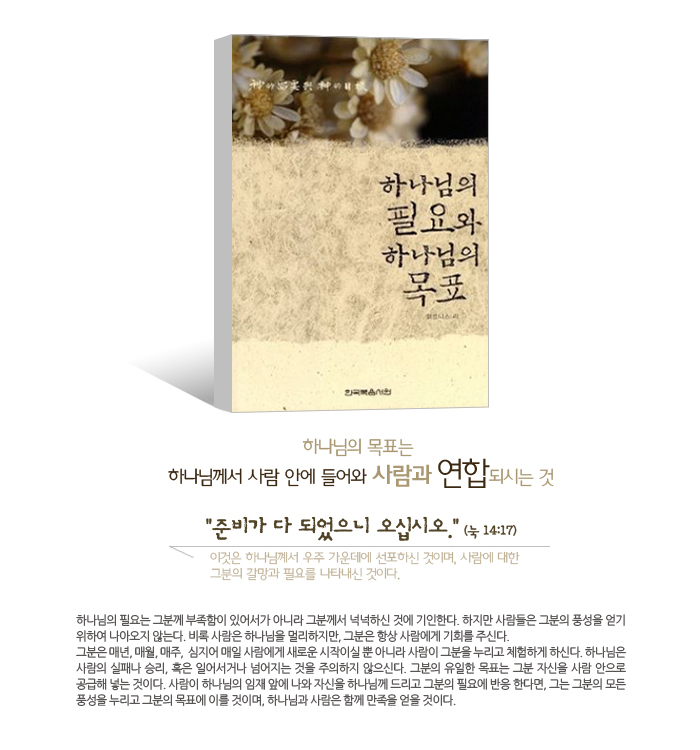 神的需要與神的目標
하나님의
필요와
하나님의
목표
위트니스 리
한국복음서원
하나님의 목표는
하나님께서 사람 안에 들어와 사람과 연합되시는 것
"준비가 다 되었으니 오십시오." (눅 14:17)
이것은 하나님께서 우주 가운데에 선포하신 것이며, 사람에 대한
그분의 갈망과 필요를 나타내신 것이다.
하나님의 필요는 그분께 부족함이 있어서가 아니라 그분께서 넉넉하신 것에 기인한다. 하지만 사람들은 그분의 풍성을 얻기
위하여 나아오지 않는다. 비록 사람은 하나님을 멀리하지만, 그분은 항상 사람에게 기회를 주신다.
그분은 매년, 매월, 매주, 심지어 매일 사람에게 새로운 시작이실 뿐 아니라 사람이 그분을 누리고 체험하게 하신다. 하나님은
사람의 실패나 승리, 혹은 일어서거나 넘어지는 것을 주의하지 않으신다. 그분의 유일한 목표는 그분 자신을 사람 안으로
공급해 넣는 것이다. 사람이 하나님의 임재 앞에 나와 자신을 하나님께 드리고 그분의 필요에 반응 한다면, 그는 그분의 모든
풍성을 누리고 그분의 목표에 이를 것이며, 하나님과 사람은 함께 만족을 얻을 것이다.